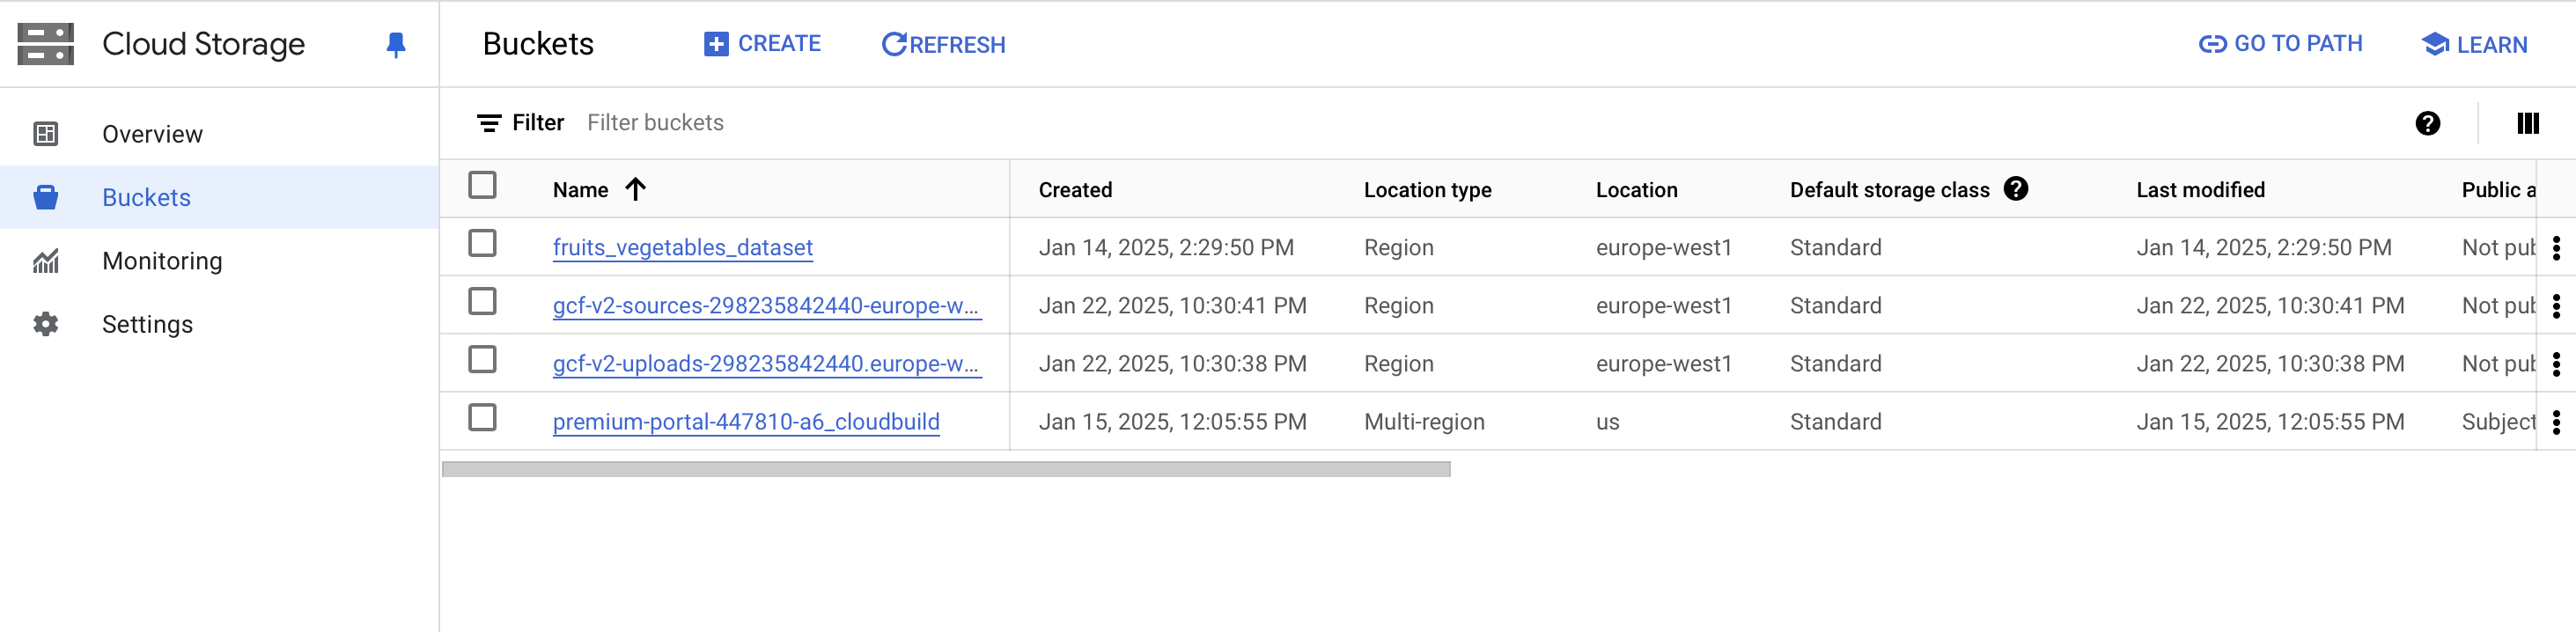 Cloud Storage
Buckets
CREATE
REFRESH
GO TO PATH
LEARN
Overview
Buckets
Monitoring
Settings
Filter Filter buckets
Name Created Location type Location Default storage class Last modified Public a
fruits_vegetables_dataset Jan 14, 2025, 2:29:50 PM Region europe-west1 Standard Jan 14, 2025, 2:29:50 PM Not pub
gcf-v2-sources-298235842440-europe-w... Jan 22, 2025, 10:30:41 PM Region europe-west1 Standard Jan 22, 2025, 10:30:41 PM Not pub
gcf-v2-uploads-298235842440.europe-w... Jan 22, 2025, 10:30:38 PM Region europe-west1 Standard Jan 22, 2025, 10:30:38 PM Not pub
premium-portal-447810-a6_cloudbuild Jan 15, 2025, 12:05:55 PM Multi-region us Standard Jan 15, 2025, 12:05:55 PM Subject